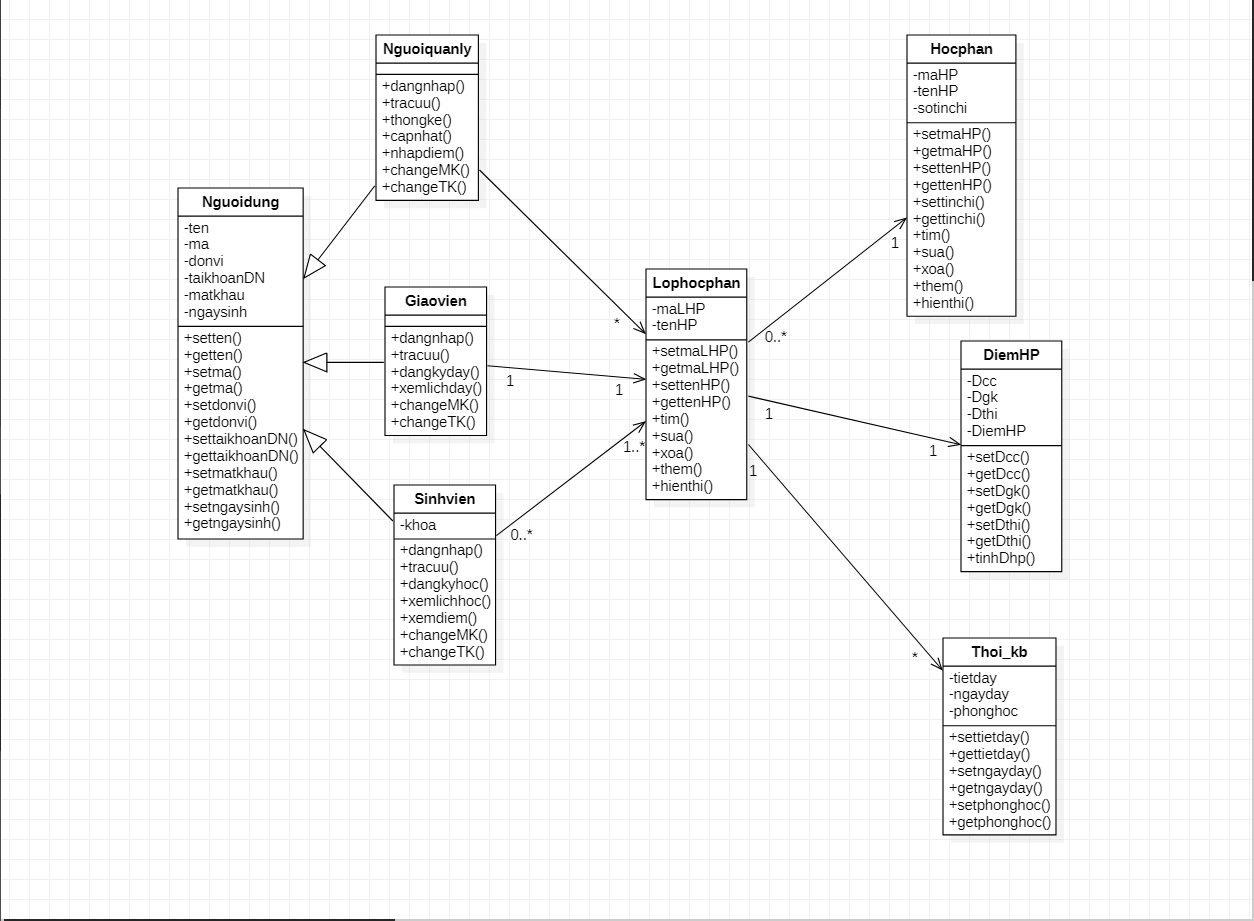 Nguoiquanly
+dangnhap()
+tracuu()
+thongke()
+capnhat()
+nhapdiem()
+changeMK()
+changeTK()
Hocphan
-maHP
-tenHP
-sotinchi
+setmaHP()
+getmaHP()
+settenHP()
+gettenHP()
+settinchi()
+gettinchi()
+tim()
+sua()
+xoa()
+them()
+hienthi()
Nguoidung
-ten
-ma
-donvi
-taikhoanDN
-matkhau
-ngaysinh
+setten()
+getten()
+setma()
+getma()
+setdonvi()
+getdonvi()
+settaikhoanDN()
+gettaikhoanDN()
+setmatkhau()
+getmatkhau()
+setngaysinh()
+getngaysinh()
Giaovien
+dangnhap()
+tracuu()
+dangkyday()
+xemlichday()
+changeMK()
+changeTK()
Lophocphan
-maLHP
-tenHP
+setmaLHP()
+getmaLHP()
+settenHP()
+gettenHP()
+tim()
+sua()
+xoa()
+them()
+hienthi()
*
1
1
1..*
0..*
0..*
1
1
1
1
*
DiemHP
-Dcc
-Dgk
-Dthi
-DiemHP
+setDcc()
+getDcc()
+setDgk()
+getDgk()
+setDthi()
+getDthi()
+tinhDhp()
Sinhvien
-khoa
+dangnhap()
+tracuu()
+dangkyhoc()
+xemlichhoc()
+xemdiem()
+changeMK()
+changeTK()
Thoi_kb
-tietday
-ngayday
-phonghoc
+settietday()
+gettietday()
+setngayday()
+getngayday()
+setphonghoc()
+getphonghoc()